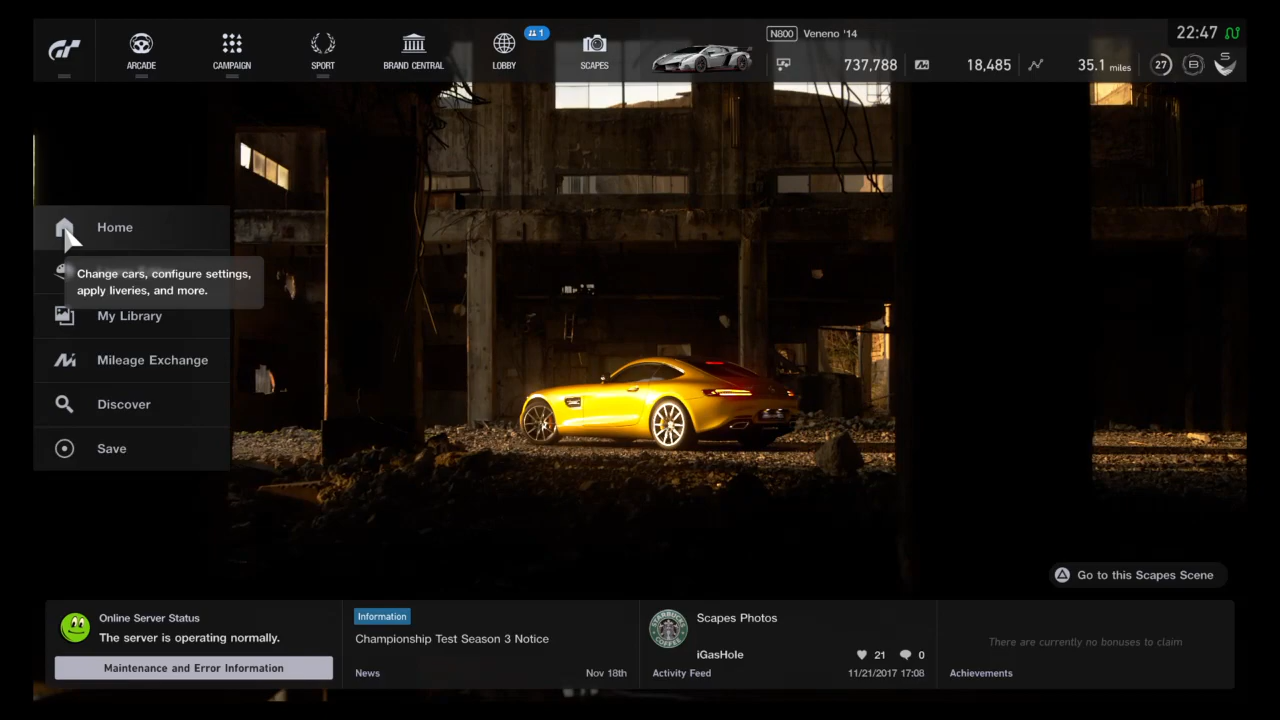 GT
ARCADE
CAMPAIGN
SPORT
BRAND CENTRAL
1
LOBBY
SCAPES
N800 Veneno '14
22:47
737,788
18,485
35.1 miles
27
B
S
Home
Change cars, configure settings,
apply liveries, and more.
My Library
Mileage Exchange
Discover
Save
Go to this Scapes Scene
Online Server Status
The server is operating normally.
Maintenance and Error Information
Information
Championship Test Season 3 Notice
News
Nov 18th
STARBUCKS
COFFEE
Scapes Photos
iGasHole
21
0
Activity Feed
11/21/2017 17:08
There are currently no bonuses to claim
Achievements